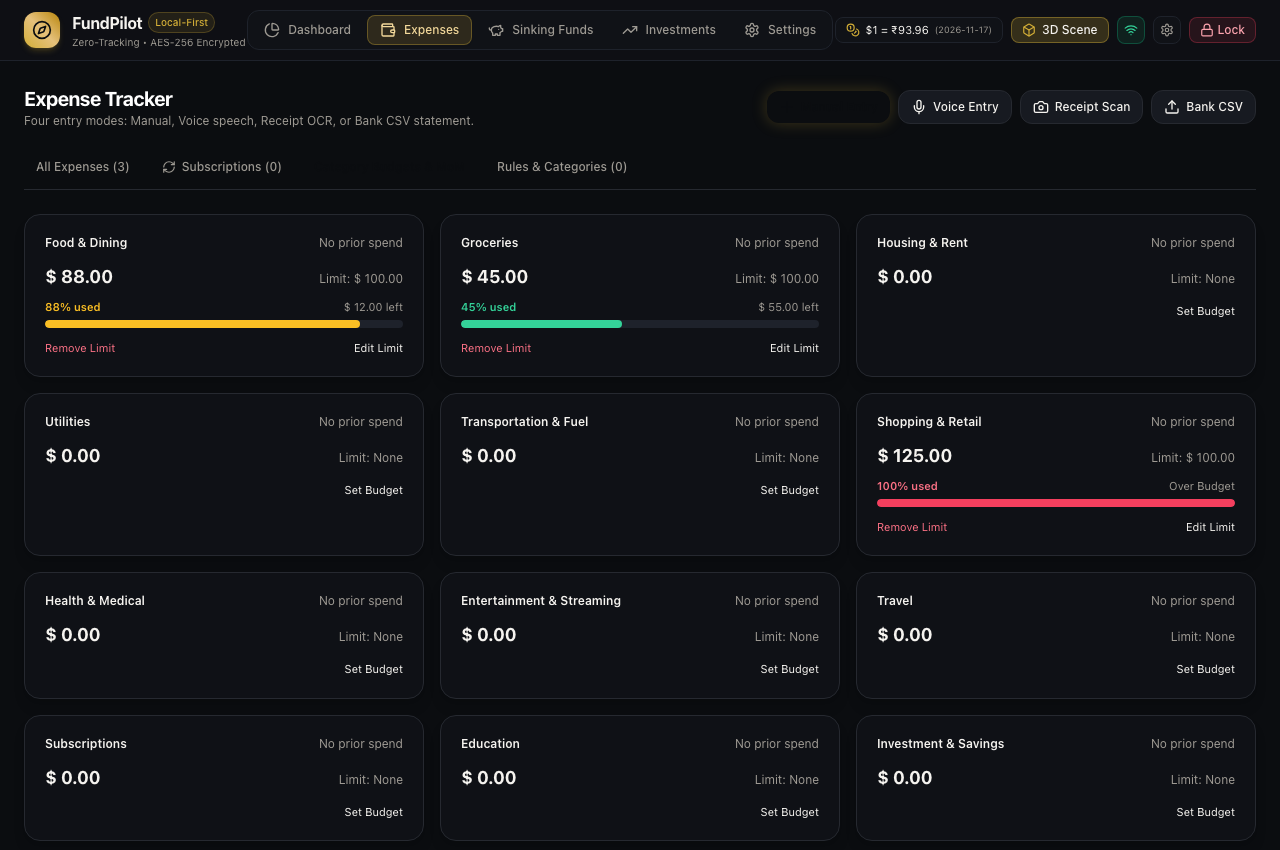 FundPilot
Local-First
Zero-Tracking • AES-256 Encrypted
Dashboard
Expenses
Sinking Funds
Investments
Settings
$1 = ₹93.96 (2026-11-17)
3D Scene
Lock
Expense Tracker
Four entry modes: Manual, Voice speech, Receipt OCR, or Bank CSV statement.
Voice Entry
Receipt Scan
Bank CSV
All Expenses (3)
Subscriptions (0)
Rules & Categories (0)
Food & Dining
No prior spend
$ 88.00
Limit: $ 100.00
88% used
$ 12.00 left
Remove Limit
Edit Limit
Groceries
No prior spend
$ 45.00
Limit: $ 100.00
45% used
$ 55.00 left
Remove Limit
Edit Limit
Housing & Rent
No prior spend
$ 0.00
Limit: None
Set Budget
Utilities
No prior spend
$ 0.00
Limit: None
Set Budget
Transportation & Fuel
No prior spend
$ 0.00
Limit: None
Set Budget
Shopping & Retail
No prior spend
$ 125.00
Limit: $ 100.00
100% used
Over Budget
Remove Limit
Edit Limit
Health & Medical
No prior spend
$ 0.00
Limit: None
Set Budget
Entertainment & Streaming
No prior spend
$ 0.00
Limit: None
Set Budget
Travel
No prior spend
$ 0.00
Limit: None
Set Budget
Subscriptions
No prior spend
$ 0.00
Limit: None
Set Budget
Education
No prior spend
$ 0.00
Limit: None
Set Budget
Investment & Savings
No prior spend
$ 0.00
Limit: None
Set Budget